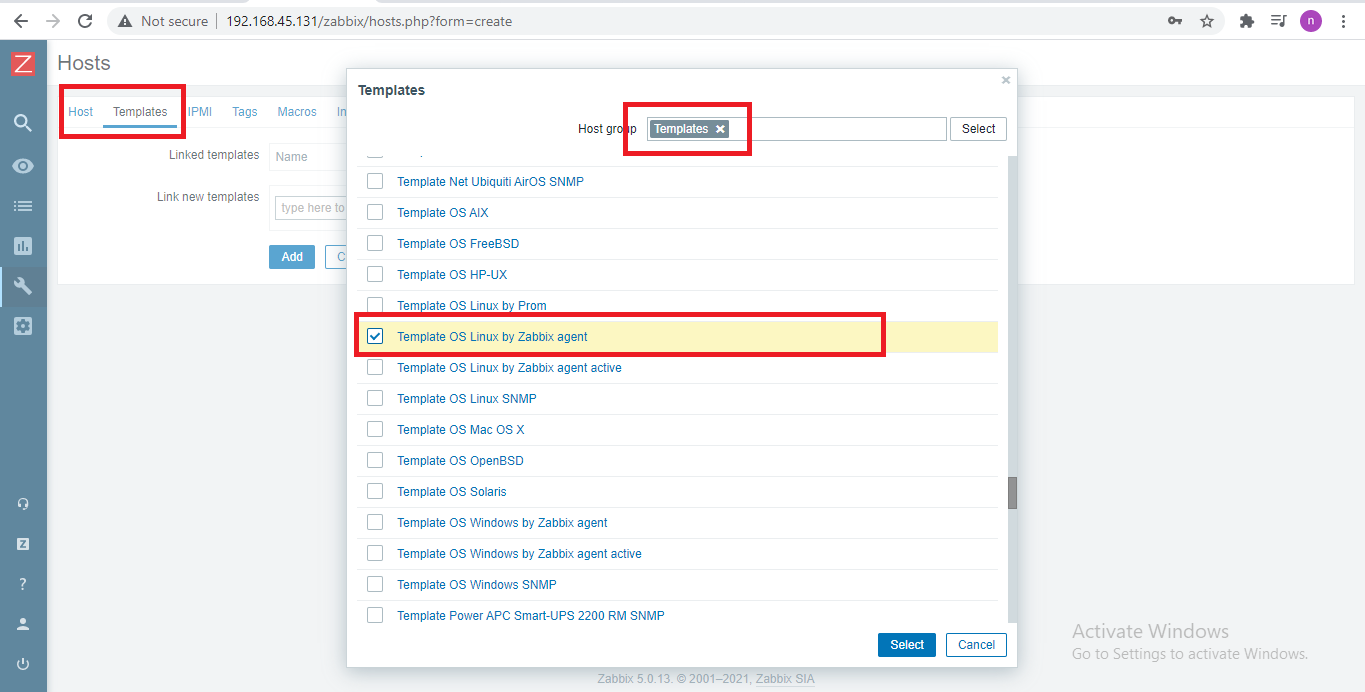 Not secure
192.168.45.131/zabbix/hosts.php?form=create
n
Z
Hosts
Host Templates IPMI Tags Macros
Linked templates
Name
Link new templates
type here to
Add
Templates
×
Host group
Templates
Select
Template Net Ubiquiti AirOS SNMP
Template OS AIX
Template OS FreeBSD
Template OS HP-UX
Template OS Linux by Prom
Template OS Linux by Zabbix agent
Template OS Linux by Zabbix agent active
Template OS Linux SNMP
Template OS Mac OS X
Template OS OpenBSD
Template OS Solaris
Template OS Windows by Zabbix agent
Template OS Windows by Zabbix agent active
Template OS Windows SNMP
Template Power APC Smart-UPS 2200 RM SNMP
Select Cancel
Z
?
Activate Windows
Go to Settings to activate Windows.
Zabbix 5.0.13. © 2001–2021, Zabbix SIA